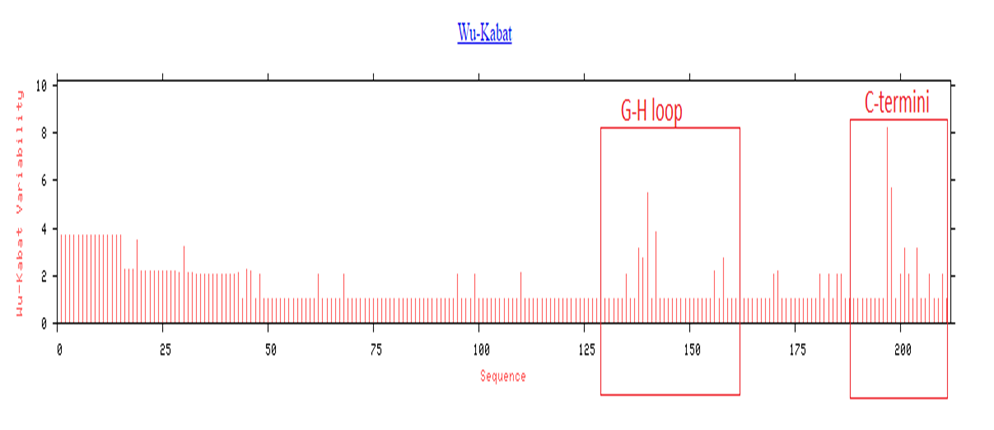 Wu-Kabat
G-H loop
C-termini
Wu-Kabat Variability
10
8
6
4
2
0
0 25 50 75 100 125 150 175 200
Sequence